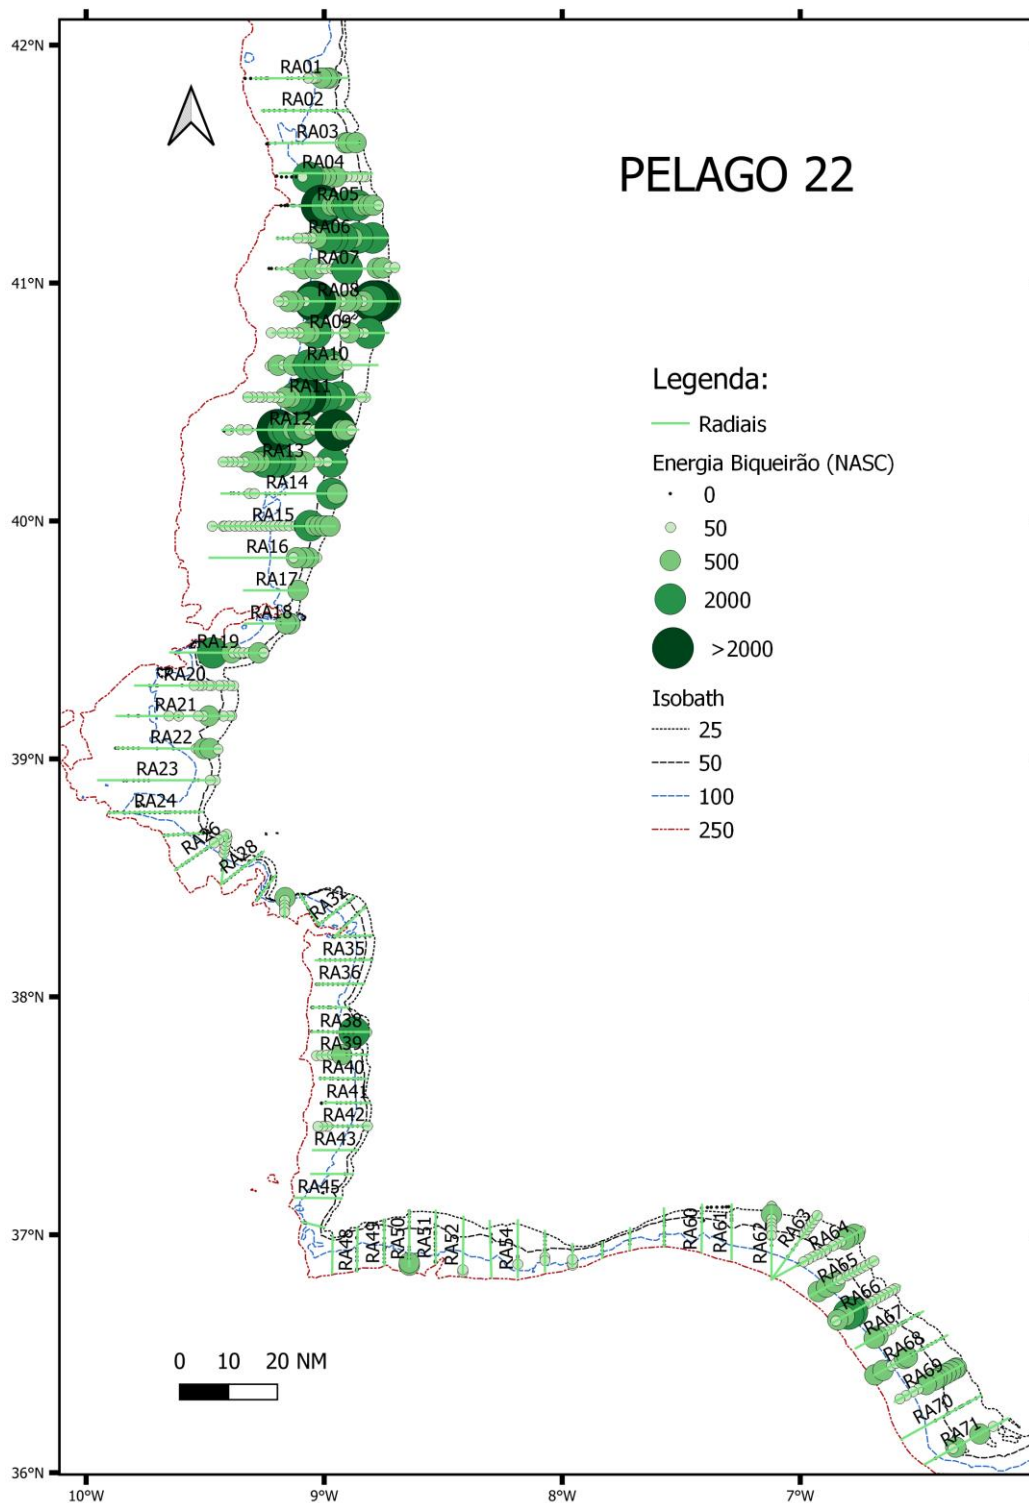 42°N
41°N
40°N
39°N
38°N
37°N
36°N
10°W
9°W
8°W
7°W
PELAGO 22
RA01
RA02
RA03
RA04
RA05
RA06
RA07
RA08
RA09
RA10
RA11
RA12
RA13
RA14
RA15
RA16
RA17
RA18
RA19
RA20
RA21
RA22
RA23
RA24
RA26
RA28
RA32
RA35
RA36
RA38
RA39
RA40
RA41
RA42
RA43
RA45
RA48
RA49
RA50
RA51
RA52
RA54
RA60
RA61
RA62
RA63
RA64
RA65
RA66
RA67
RA68
RA69
RA70
RA71
Legenda:
Radiais
Energia Biqueirão (NASC)
0
50
500
2000
>2000
Isobath
25
50
100
250
0 10 20 NM